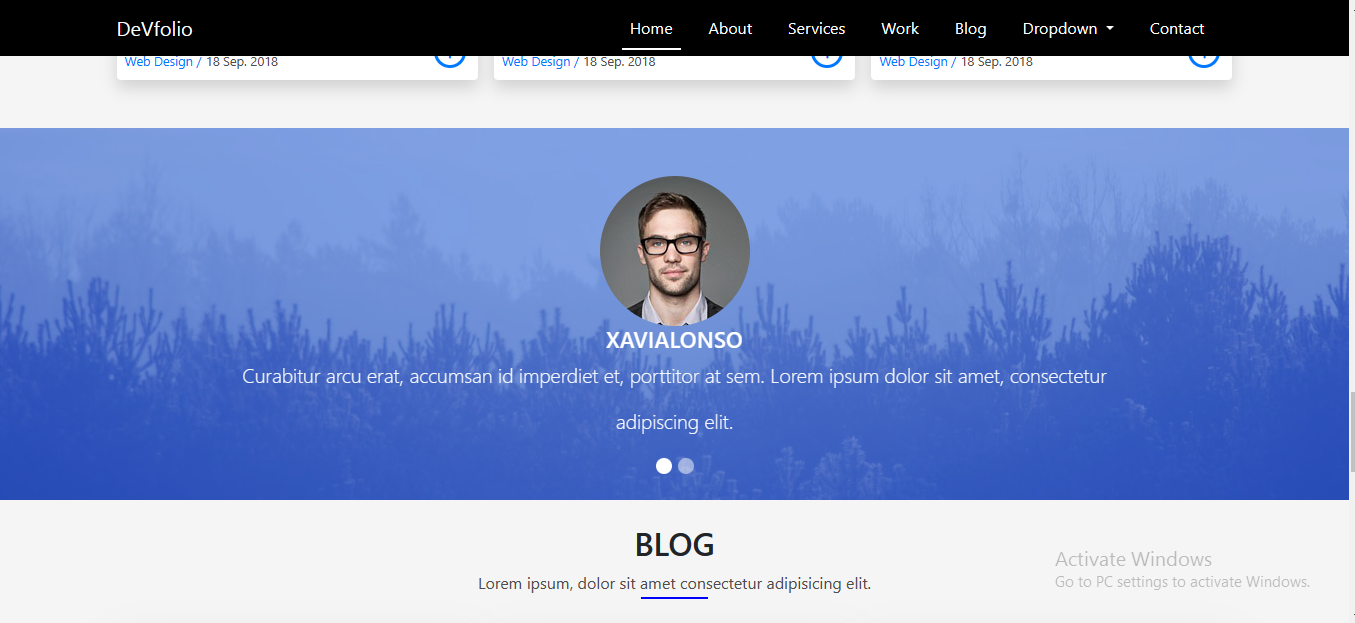 DeVfolio Home About Services Work Blog Dropdown Contact
Web Design / 18 Sep. 2018 Web Design / 18 Sep. 2018 Web Design / 18 Sep. 2018
XAVIALONSO
Curabitur arcu erat, accumsan id imperdiet et, porttitor at sem. Lorem ipsum dolor sit amet, consectetur
adipiscing elit.
BLOG
Lorem ipsum, dolor sit amet consectetur adipisicing elit.
Activate Windows
Go to PC settings to activate Windows.